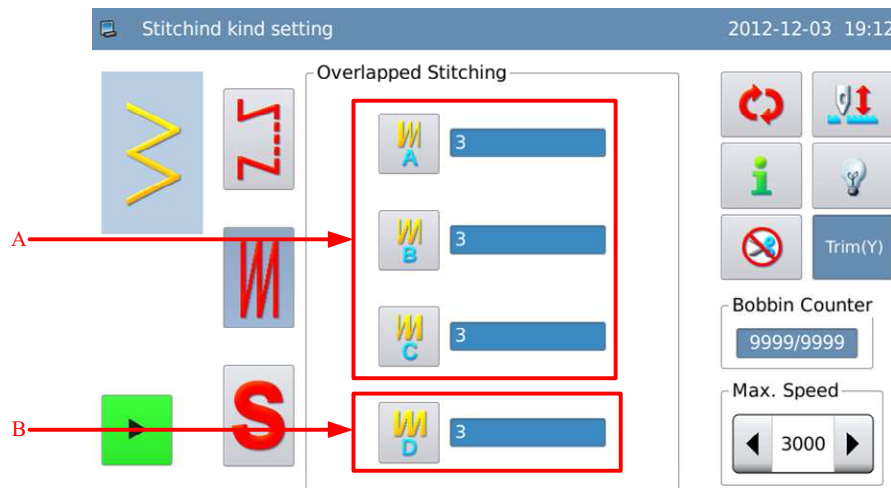 Stitchind kind setting
2012-12-03 19:12
Overlapped Stitching
A
3
B
3
C
3
D
3
A
B
S
Trim(Y)
Bobbin Counter
9999/9999
Max. Speed
3000